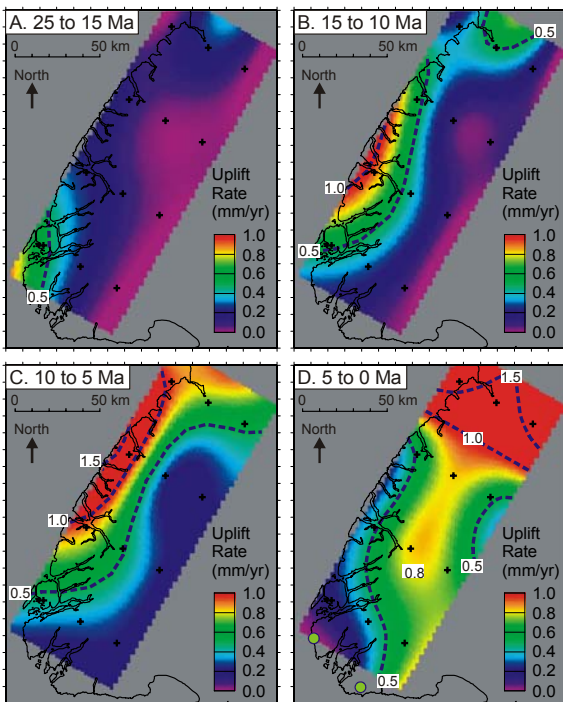 A. 25 to 15 Ma
0
50 km
North
Uplift
Rate
(mm/yr)
1.0
0.8
0.6
0.4
0.2
0.0
0.5
B. 15 to 10 Ma
0
50 km
North
0.5
1.0
0.5
Uplift
Rate
(mm/yr)
1.0
0.8
0.6
0.4
0.2
0.0
C. 10 to 5 Ma
0
50 km
North
1.5
1.0
0.5
Uplift
Rate
(mm/yr)
1.0
0.8
0.6
0.4
0.2
0.0
D. 5 to 0 Ma
0
50 km
North
1.5
1.0
0.8
0.5
0.5
Uplift
Rate
(mm/yr)
1.0
0.8
0.6
0.4
0.2
0.0